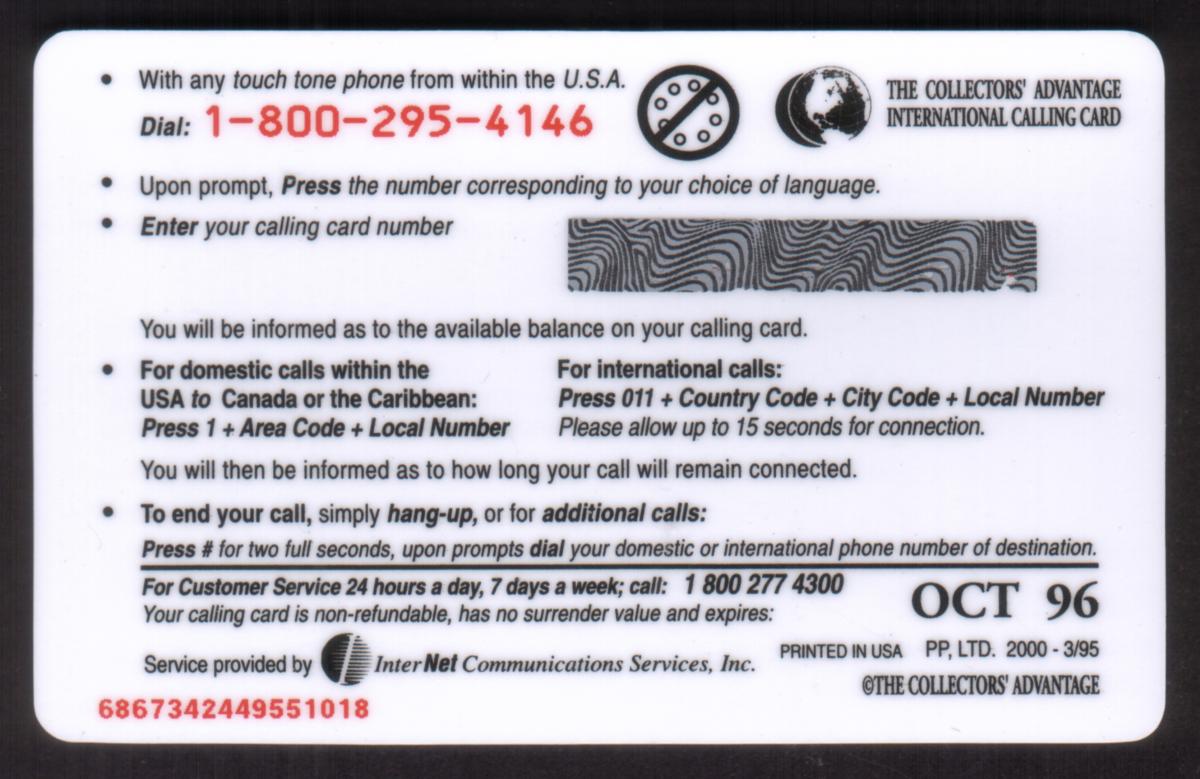 • With any touch tone phone from within the U.S.A.
Dial: 1-800-295-4146
THE COLLECTORS' ADVANTAGE
INTERNATIONAL CALLING CARD
• Upon prompt, Press the number corresponding to your choice of language.
• Enter your calling card number
You will be informed as to the available balance on your calling card.
• For domestic calls within the
USA to Canada or the Caribbean:
Press 1 + Area Code + Local Number
For international calls:
Press 011 + Country Code + City Code + Local Number
Please allow up to 15 seconds for connection.
You will then be informed as to how long your call will remain connected.
• To end your call, simply hang-up, or for additional calls:
Press # for two full seconds, upon prompts dial your domestic or international phone number of destination.
For Customer Service 24 hours a day, 7 days a week; call: 1 800 277 4300
Your calling card is non-refundable, has no surrender value and expires:
OCT 96
Service provided by InterNet Communications Services, Inc.
PRINTED IN USA PP, LTD. 2000 - 3/95
©THE COLLECTORS' ADVANTAGE
6867342449551018